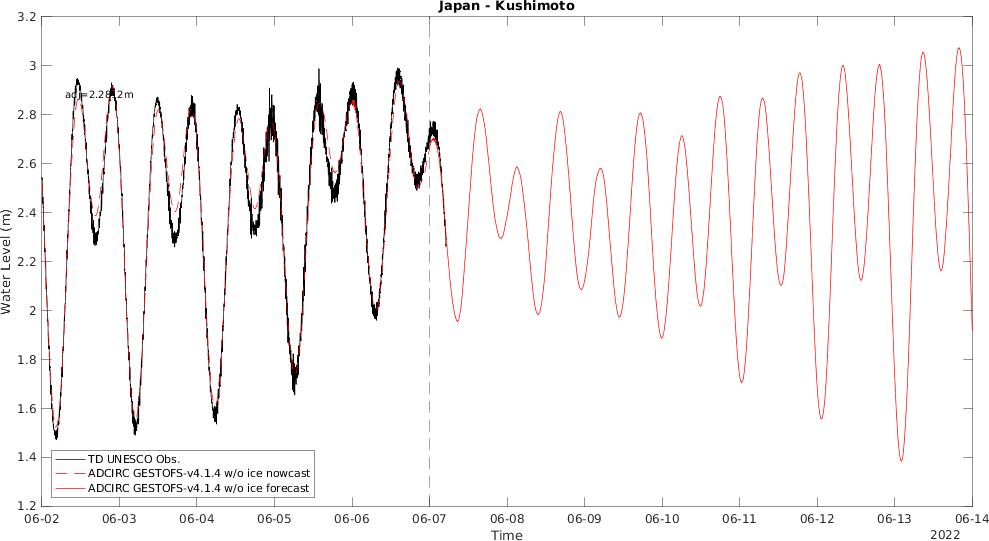 Japan - Kushimoto
3.2
3
2.8
2.6
2.4
2.2
2
1.8
1.6
1.4
1.2
Water Level (m)
TD UNESCO Obs.
ADCIRC GESTOFS-v4.1.4 w/o ice nowcast
ADCIRC GESTOFS-v4.1.4 w/o ice forecast
06-02 06-03 06-04 06-05 06-06 06-07 06-08 06-09 06-10 06-11 06-12 06-13 06-14
Time
2022